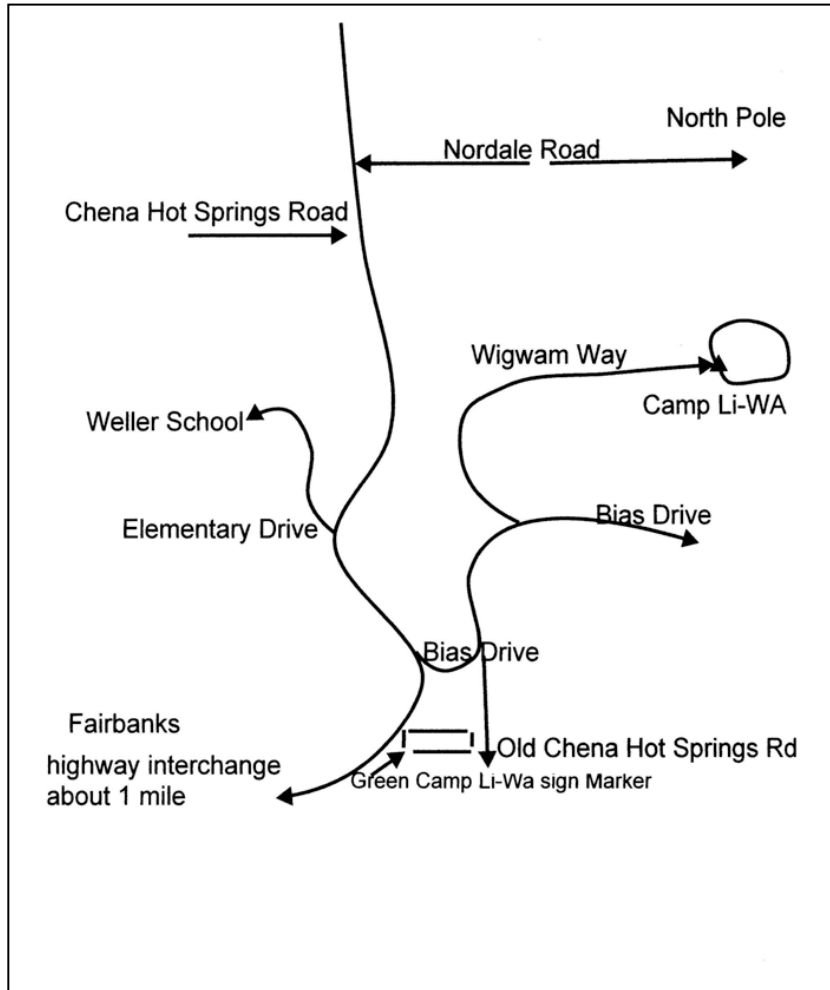 North Pole
Nordale Road
Chena Hot Springs Road
Wigwam Way
Camp Li-WA
Weller School
Bias Drive
Elementary Drive
Bias Drive
Fairbanks
highway interchange
about 1 mile
Old Chena Hot Springs Rd
Green Camp Li-Wa sign Marker